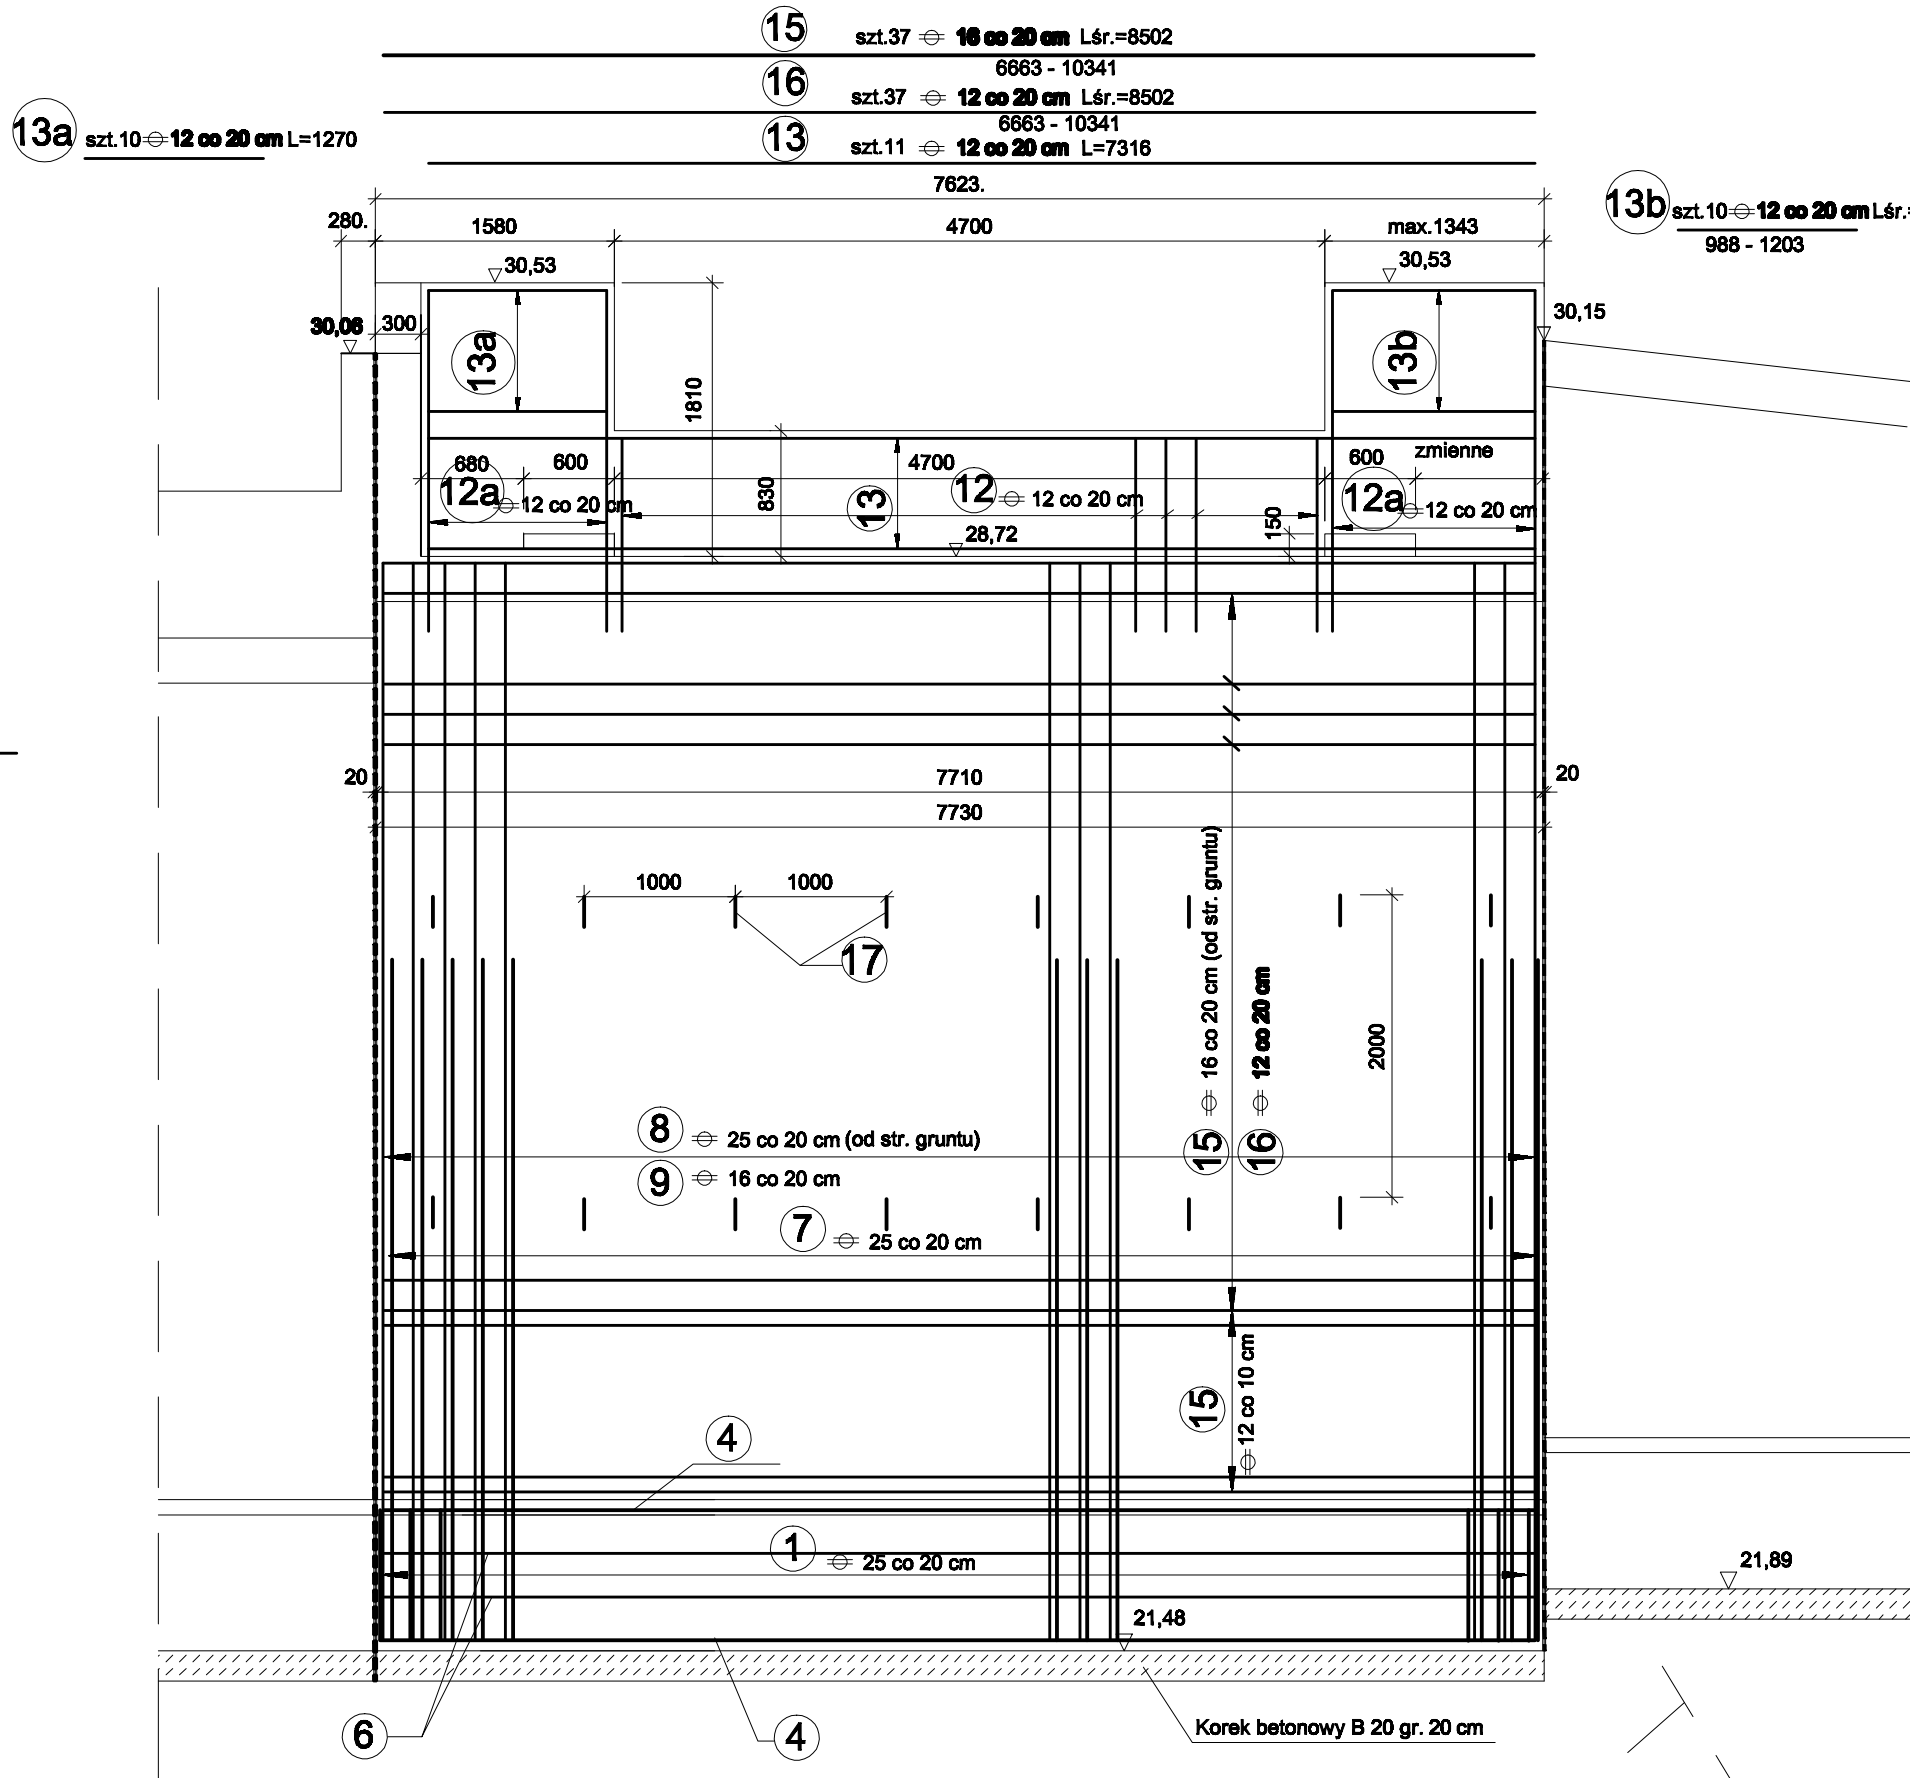 15 szt.37 16 co 20 cm Lśr.=8502
6663 - 10341
16 szt.37 12 co 20 cm Lśr.=8502
6663 - 10341
13 szt.11 12 co 20 cm L=7316
13a szt.10 12 co 20 cm L=1270
13b szt.10 12 co 20 cm Lśr.=
988 - 1203
7623.
280. 1580 4700 max.1343
30,53 30,53
30,06 300 30,15
13a 13b
1810
680 600 4700 600 zmienne
12a 12 co 20 cm
830
13
12 12 co 20 cm
150
12a 12 co 20 cm
28,72
20 7710 20
7730
1000 1000
17
15 16 co 20 cm (od str. gruntu)
16 12 co 20 cm
2000
8 25 co 20 cm (od str. gruntu)
9 16 co 20 cm
7 25 co 20 cm
15 12 co 10 cm
4
1 25 co 20 cm
21,89
21,48
6 4
Korek betonowy B 20 gr. 20 cm